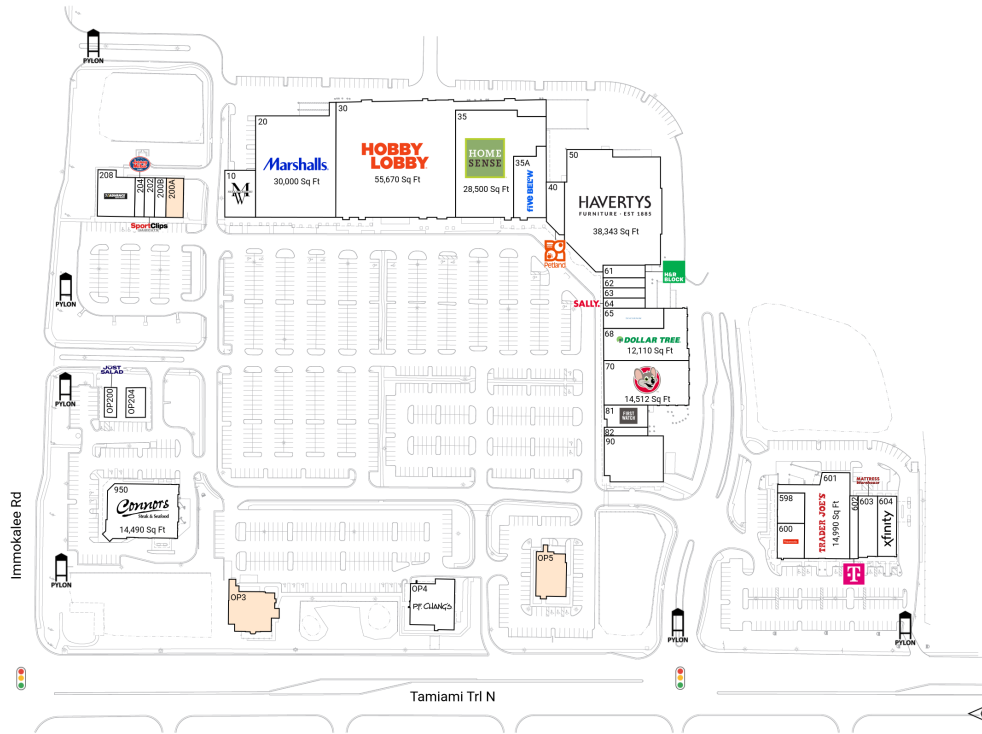 PYLON
30
20
35
Marshalls
30,000 Sq Ft
HOBBY
LOBBY
55,670 Sq Ft
HOME
SENSE
28,500 Sq Ft
35A
five BEL°W
50
40
HAVERTYS
FURNITURE · EST 1885
38,343 Sq Ft
10
MW
208
204
202
200B
200A
SportClips
Petland
61
62
63
64
65
H&R
BLOCK
SALLY
PYLON
68
DOLLAR TREE
12,110 Sq Ft
70
14,512 Sq Ft
JUST
SALAD
PYLON
OP200
OP204
81
FIRST
WATCH
82
90
950
Connors
Steak & Seafood
14,490 Sq Ft
598
600
601
TRADER JOE'S
14,990 Sq Ft
MATTRESS
602
603
604
xfinity
T
Immokalee Rd
PYLON
OP3
OP4
P.F. CHANG'S
OP5
PYLON
PYLON
Tamiami Trl N